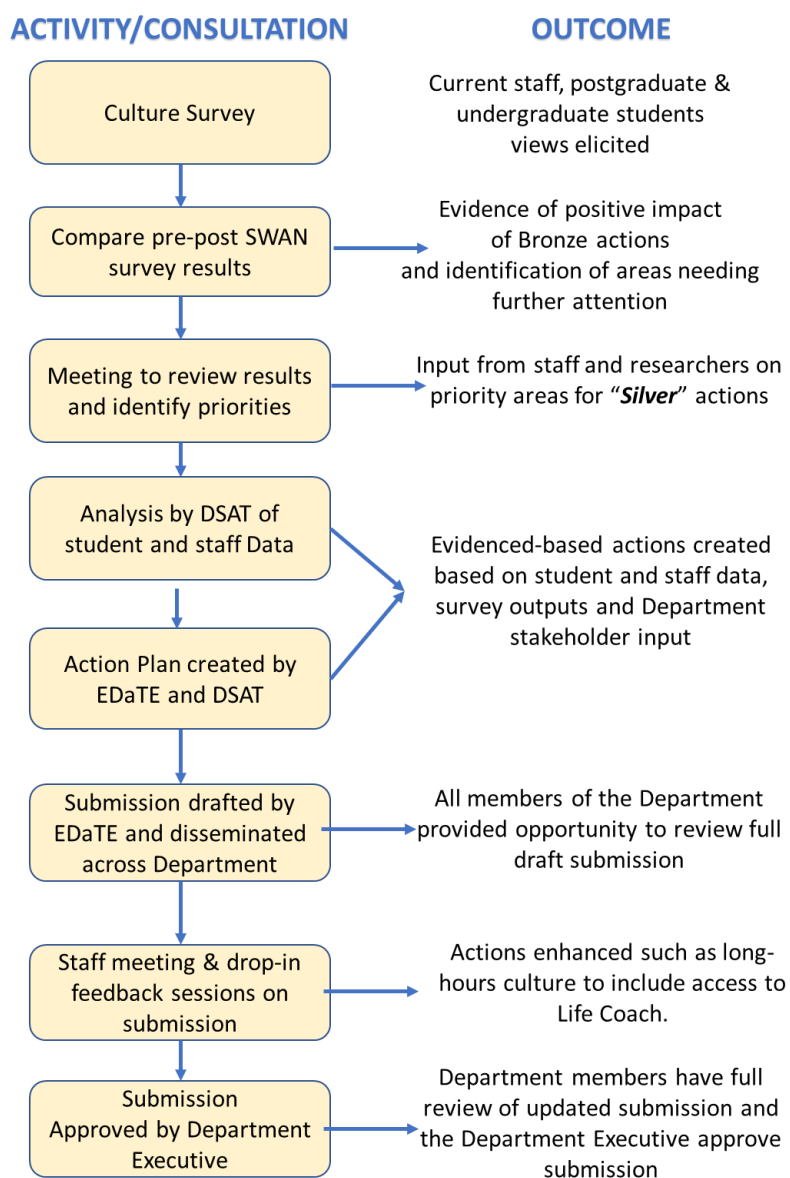 ACTIVITY/CONSULTATION
OUTCOME
Culture Survey
Current staff, postgraduate &
undergraduate students
views elicited
Compare pre-post SWAN
survey results
Evidence of positive impact
of Bronze actions
and identification of areas needing
further attention
Meeting to review results
and identify priorities
Input from staff and researchers on
priority areas for “Silver” actions
Analysis by DSAT of
student and staff Data
Action Plan created by
EDaTE and DSAT
Evidenced-based actions created
based on student and staff data,
survey outputs and Department
stakeholder input
Submission drafted by
EDaTE and disseminated
across Department
All members of the Department
provided opportunity to review full
draft submission
Staff meeting & drop-in
feedback sessions on
submission
Actions enhanced such as long-
hours culture to include access to
Life Coach.
Submission
Approved by Department
Executive
Department members have full
review of updated submission and
the Department Executive approve
submission